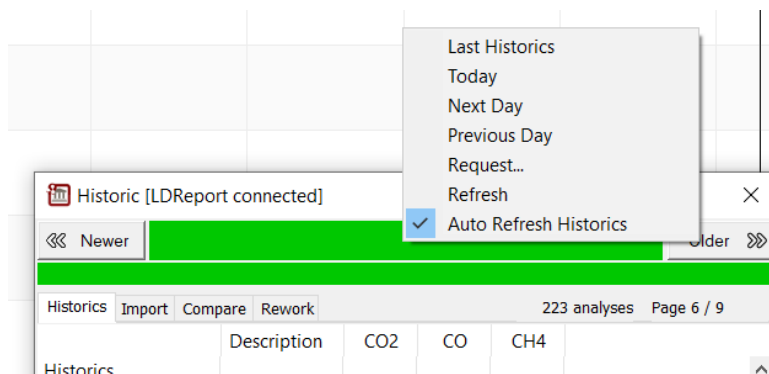 Last Historics
Today
Next Day
Previous Day
Request...
Refresh
Auto Refresh Historics
Historic [LDReport connected]
Newer
Older
Historics Import Compare Rework 223 analyses Page 6 / 9
Description CO2 CO CH4
Historics